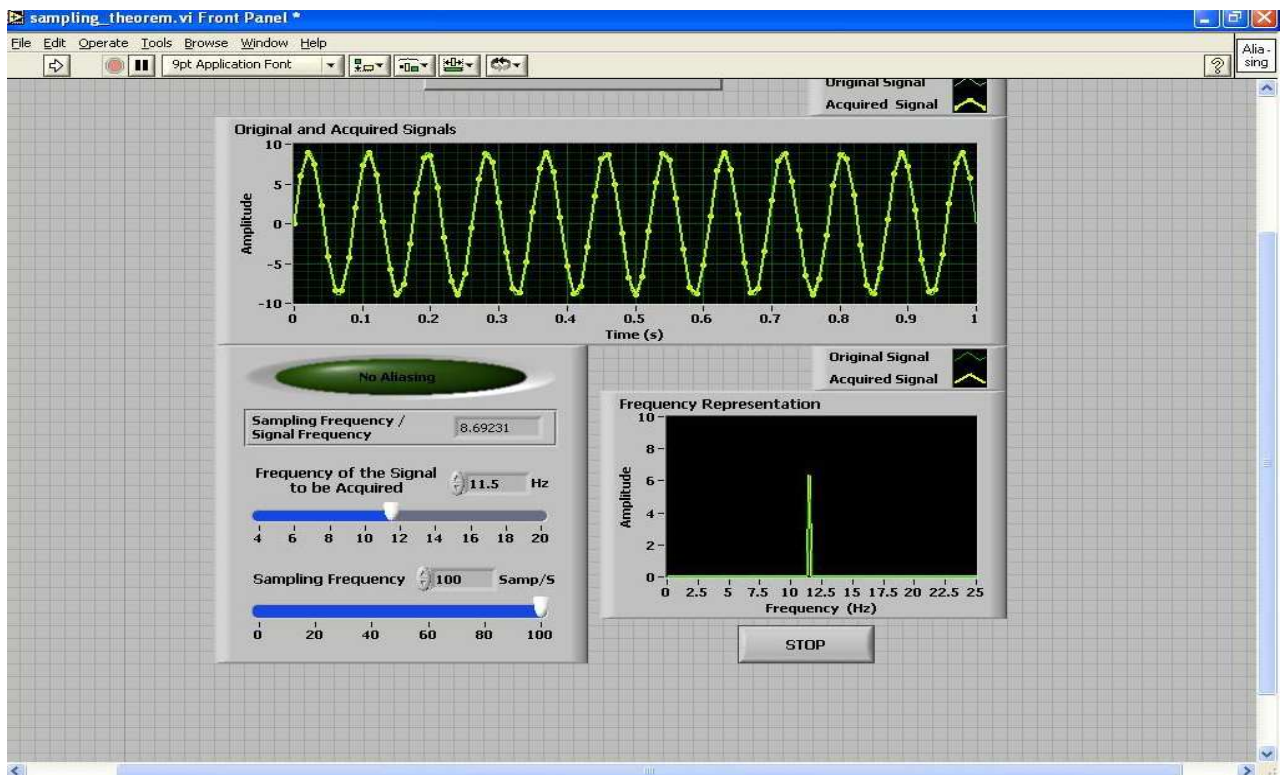 sampling_theorem.vi Front Panel *
File Edit Operate Tools Browse Window Help
9pt Application Font
?
Alia-
sing
Original Signal
Acquired Signal
Original and Acquired Signals
Amplitude
10
5
0
-5
-10
0 0.1 0.2 0.3 0.4 0.5 0.6 0.7 0.8 0.9 1
Time (s)
No Aliasing
Sampling Frequency /
Signal Frequency
8.69231
Frequency of the Signal
to be Acquired
11.5 Hz
4 6 8 10 12 14 16 18 20
Sampling Frequency 100 Samp/S
0 20 40 60 80 100
Original Signal
Acquired Signal
Frequency Representation
Amplitude
10
8
6
4
2
0
0 2.5 5 7.5 10 12.5 15 17.5 20 22.5 25
Frequency (Hz)
STOP